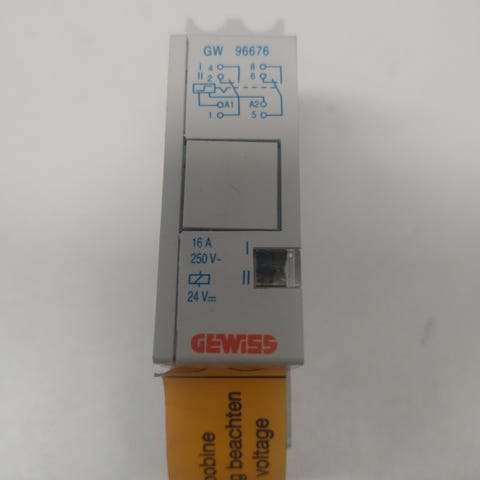 GW 96676
I 4 8
II 2 6
A1 A2
1 5
16 A
250 V~
I
II
24 V⎓
GEWISS
bobine
g beachten
voltage